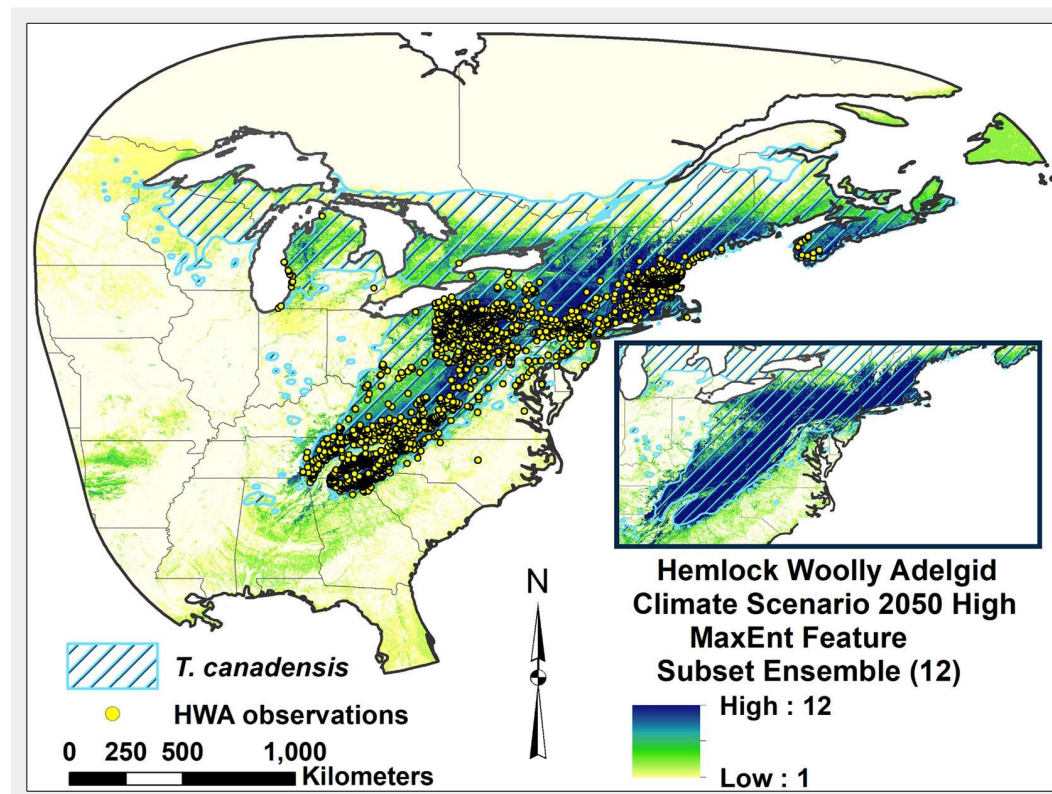 N
Hemlock Woolly Adelgid
Climate Scenario 2050 High
MaxEnt Feature
Subset Ensemble (12)
T. canadensis
HWA observations
0 250 500 1,000
Kilometers
High : 12
Low : 1